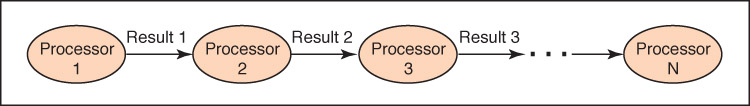 Processor
1
Result 1
Processor
2
Result 2
Processor
3
Result 3
...
Processor
N